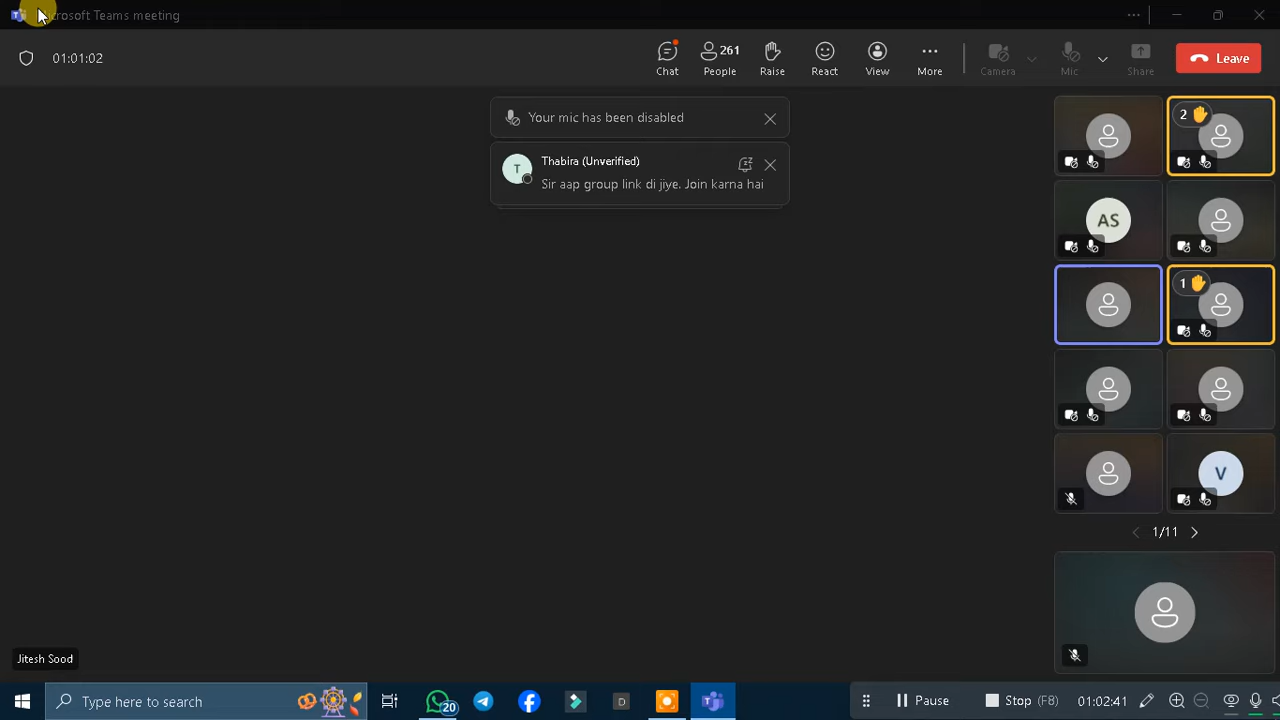 Microsoft Teams meeting
01:01:02
Chat
261
People
Raise
React
View
More
Camera
Mic
Share
Leave
Your mic has been disabled
T
Thabira (Unverified)
Sir aap group link di jiye. Join karna hai
2
AS
1
V
1/11
Jitesh Sood
Type here to search
20
D
Pause
Stop (F8)
01:02:41